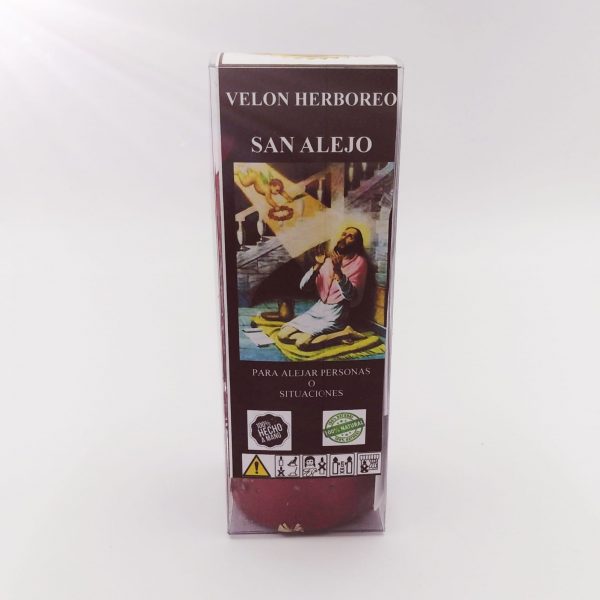 VELON HERBOREO
SAN ALEJO
PARA ALEJAR PERSONAS
O
SITUACIONES
100%
HECHO
A MANO
100% NATURAL